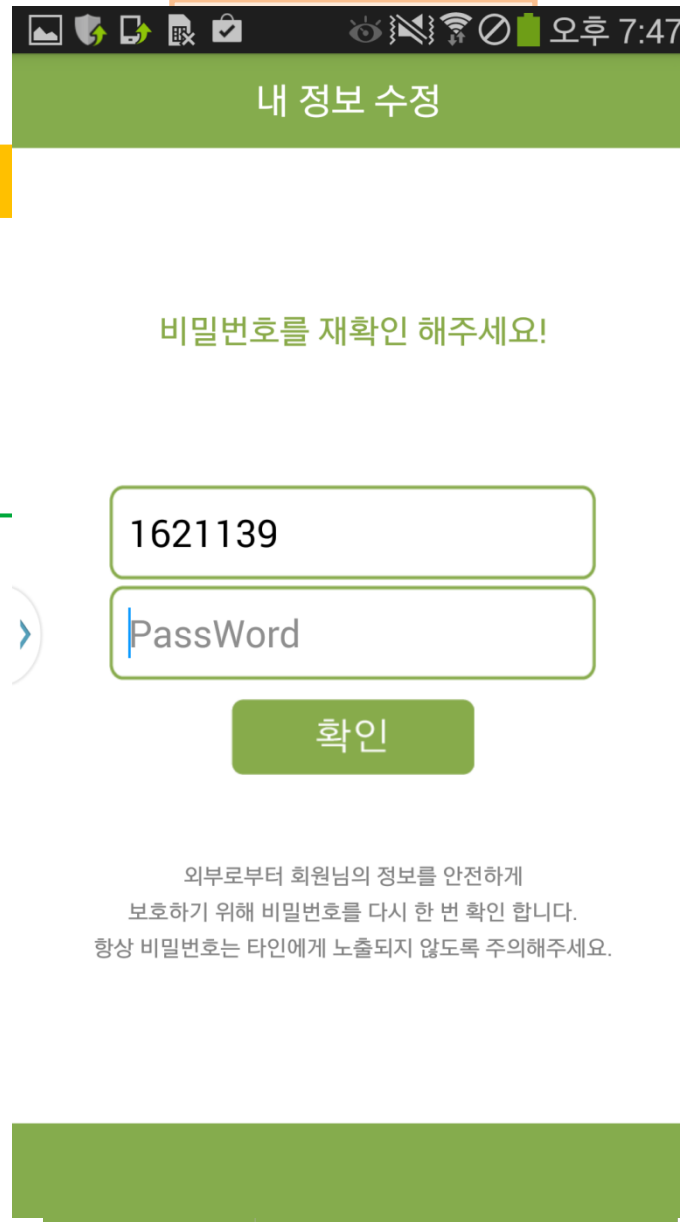 오후 7:47
내 정보 수정
비밀번호를 재확인 해주세요!
1621139
PassWord
확인
외부로부터 회원님의 정보를 안전하게
보호하기 위해 비밀번호를 다시 한 번 확인 합니다.
항상 비밀번호는 타인에게 노출되지 않도록 주의해주세요.